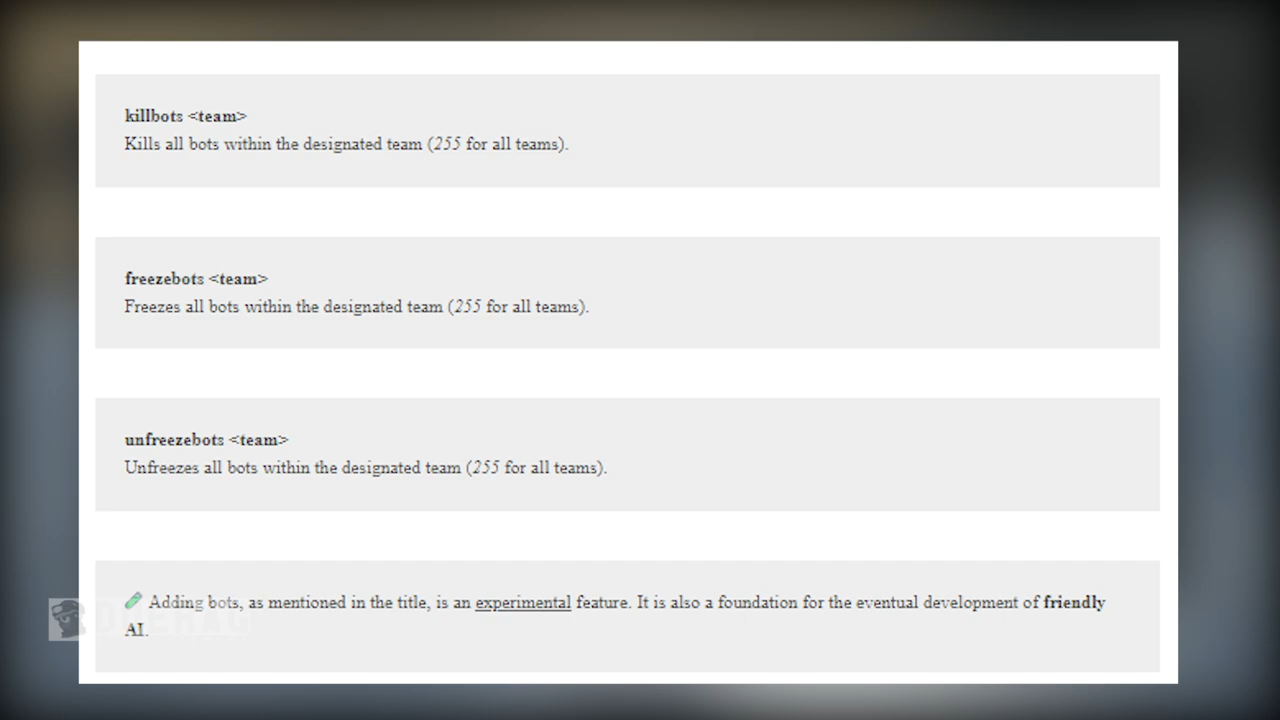 killbots <team>
Kills all bots within the designated team (255 for all teams).
freezebots <team>
Freezes all bots within the designated team (255 for all teams).
unfreezebots <team>
Unfreezes all bots within the designated team (255 for all teams).
Adding bots, as mentioned in the title, is an experimental feature. It is also a foundation for the eventual development of friendly
AI.